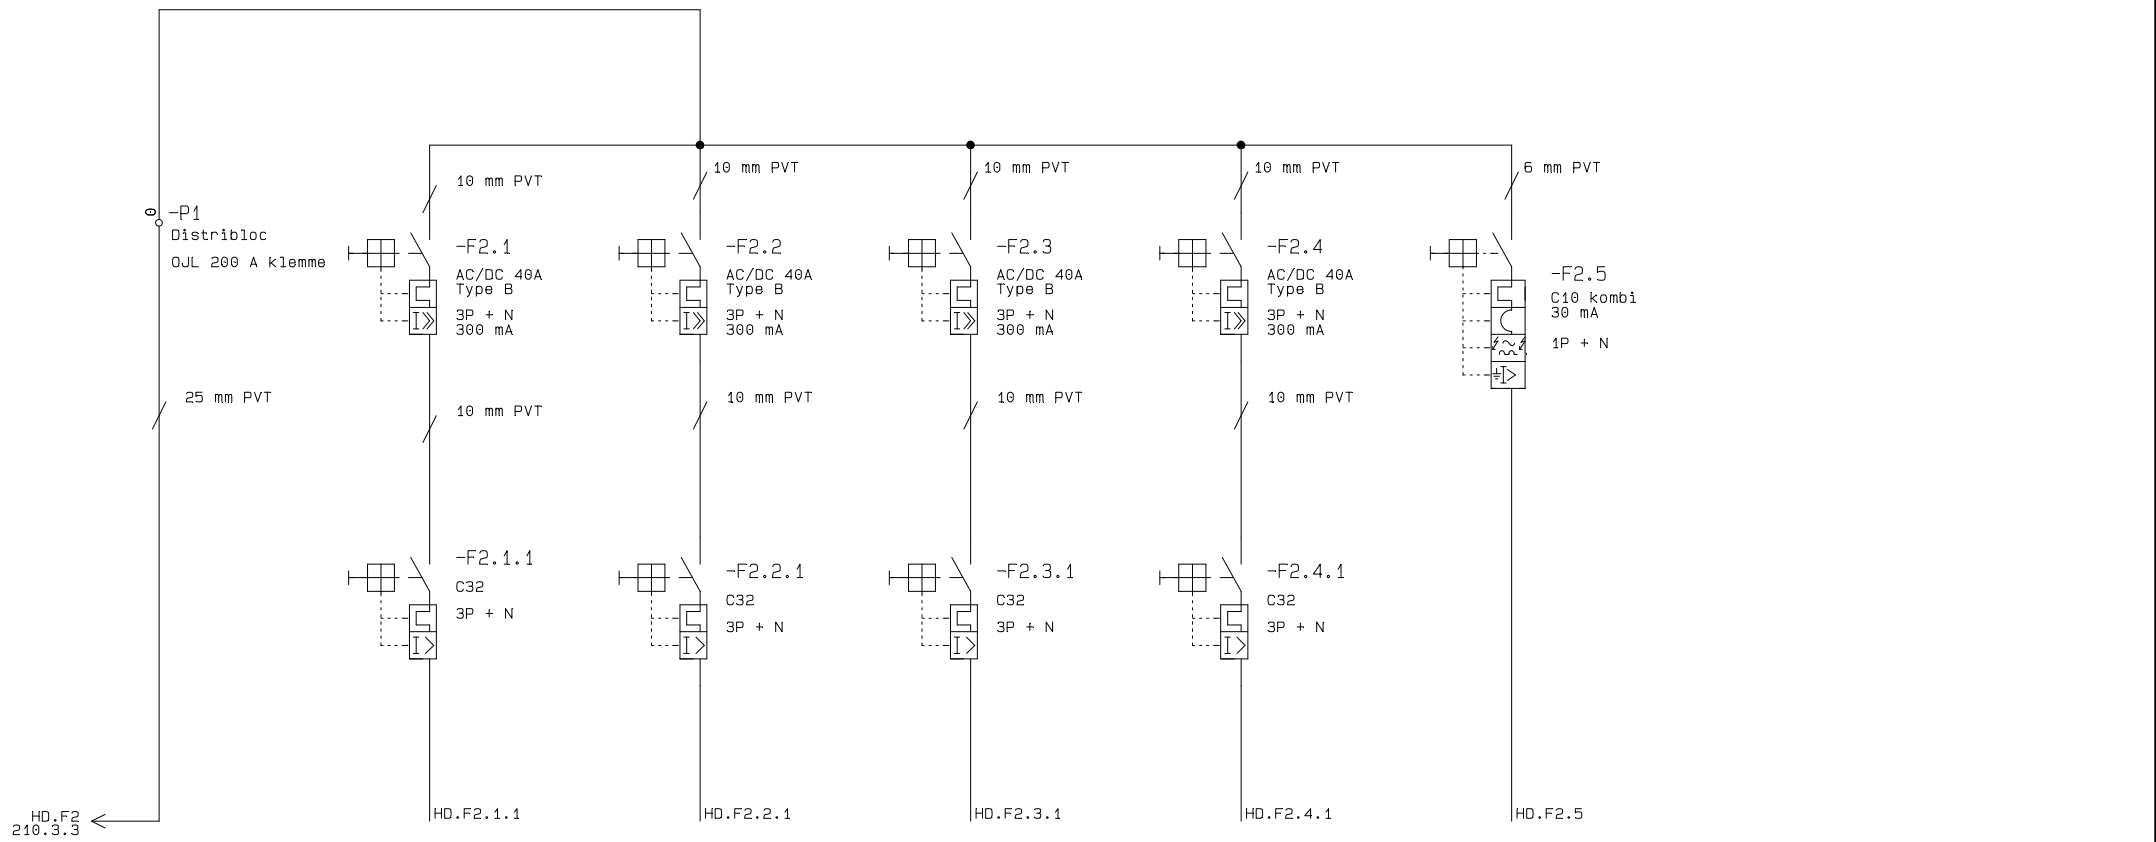 10 mm PVT
10 mm PVT
10 mm PVT
10 mm PVT
6 mm PVT
0
-P1
Distribloc
OJL 200 A klemme
-F2.1
AC/DC 40A
Type B
3P + N
300 mA
-F2.2
AC/DC 40A
Type B
3P + N
300 mA
-F2.3
AC/DC 40A
Type B
3P + N
300 mA
-F2.4
AC/DC 40A
Type B
3P + N
300 mA
-F2.5
C10 kombi
30 mA
1P + N
25 mm PVT
10 mm PVT
10 mm PVT
10 mm PVT
10 mm PVT
-F2.1.1
C32
3P + N
-F2.2.1
C32
3P + N
-F2.3.1
C32
3P + N
-F2.4.1
C32
3P + N
HD.F2
210.3.3
HD.F2.1.1
HD.F2.2.1
HD.F2.3.1
HD.F2.4.1
HD.F2.5